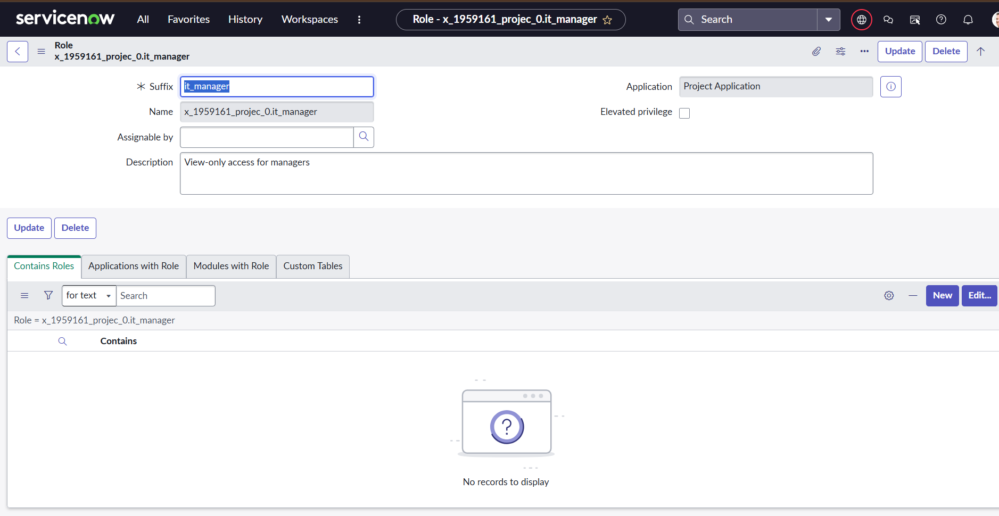 servicenow All Favorites History Workspaces Role - x_1959161_projec_0.it_manager Search
Role
x_1959161_projec_0.it_manager
Update Delete
Suffix it_manager Application Project Application
Name x_1959161_projec_0.it_manager Elevated privilege
Assignable by
Description View-only access for managers
Update Delete
Contains Roles Applications with Role Modules with Role Custom Tables
for text Search New Edit...
Role = x_1959161_projec_0.it_manager
Contains
No records to display